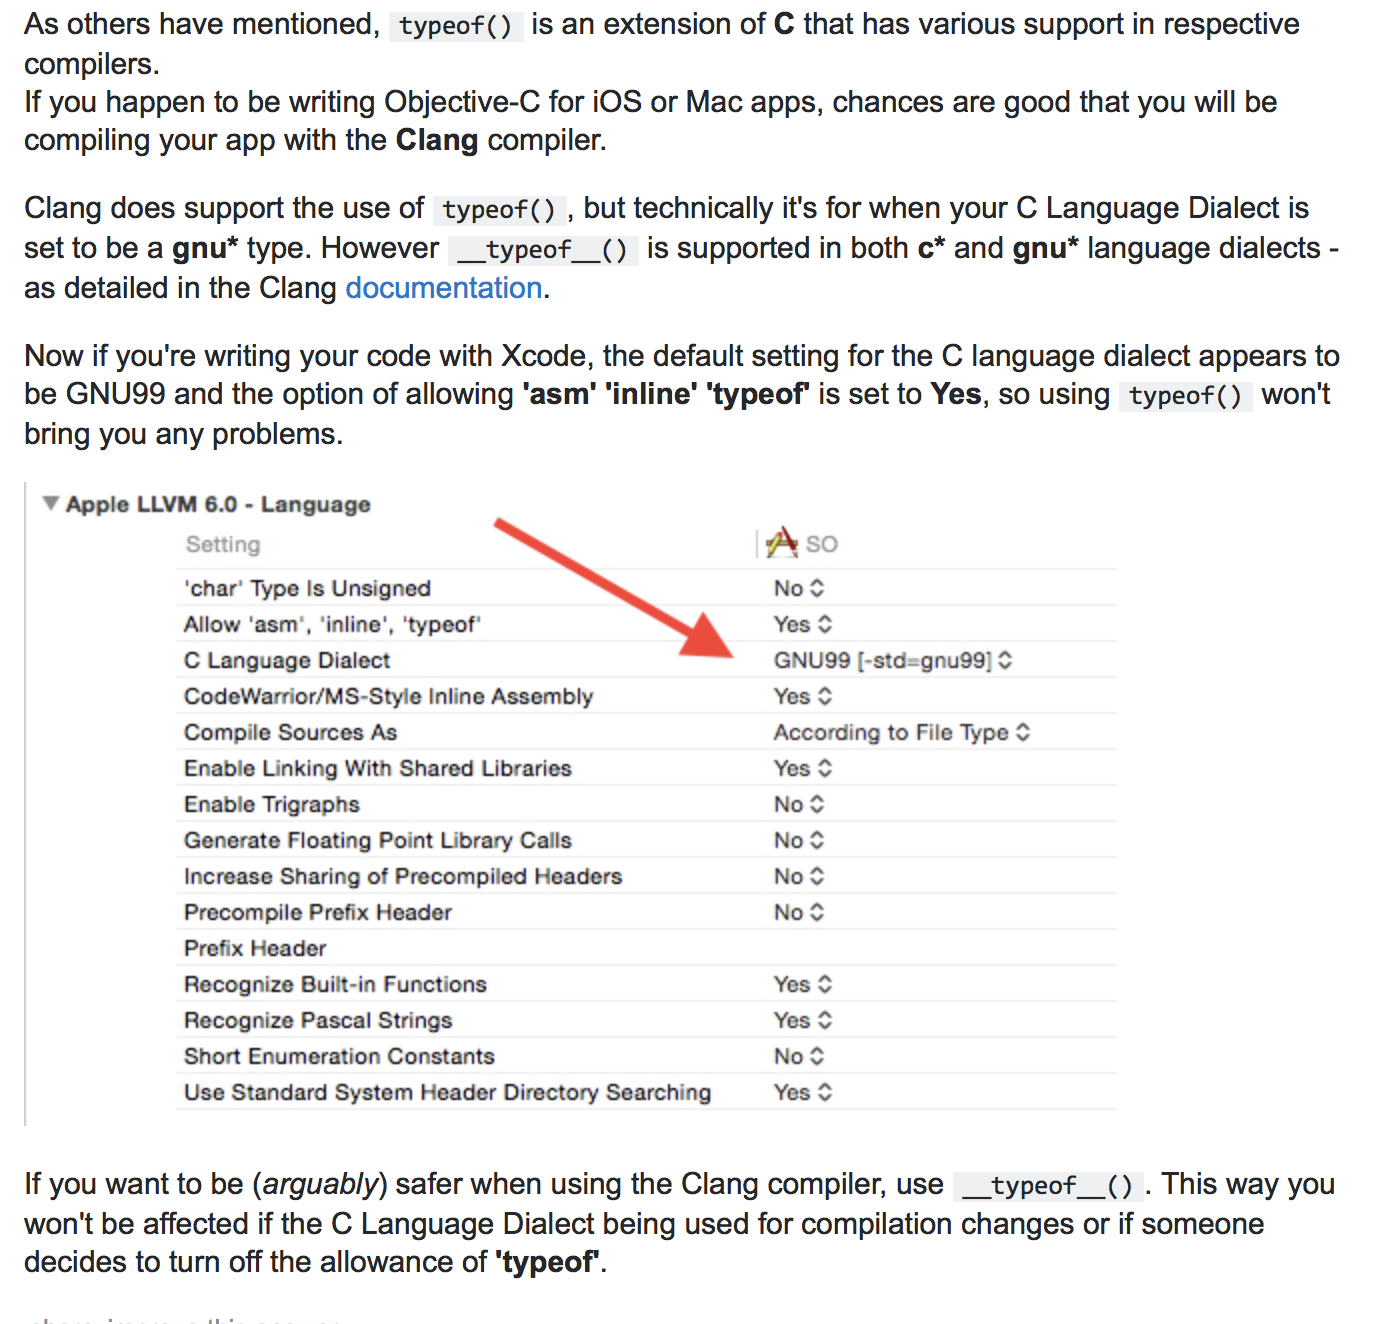 As others have mentioned, typeof() is an extension of C that has various support in respective
compilers.
If you happen to be writing Objective-C for iOS or Mac apps, chances are good that you will be
compiling your app with the Clang compiler.
Clang does support the use of typeof() , but technically it's for when your C Language Dialect is
set to be a gnu* type. However __typeof__() is supported in both c* and gnu* language dialects -
as detailed in the Clang documentation.
Now if you're writing your code with Xcode, the default setting for the C language dialect appears to
be GNU99 and the option of allowing 'asm' 'inline' 'typeof' is set to Yes, so using typeof() won't
bring you any problems.
Apple LLVM 6.0 - Language
Setting SO
'char' Type Is Unsigned No
Allow 'asm', 'inline', 'typeof' Yes
C Language Dialect GNU99 [-std=gnu99]
CodeWarrior/MS-Style Inline Assembly Yes
Compile Sources As According to File Type
Enable Linking With Shared Libraries Yes
Enable Trigraphs No
Generate Floating Point Library Calls No
Increase Sharing of Precompiled Headers No
Precompile Prefix Header No
Prefix Header
Recognize Built-in Functions Yes
Recognize Pascal Strings Yes
Short Enumeration Constants No
Use Standard System Header Directory Searching Yes
If you want to be (arguably) safer when using the Clang compiler, use __typeof__() . This way you
won't be affected if the C Language Dialect being used for compilation changes or if someone
decides to turn off the allowance of 'typeof'.